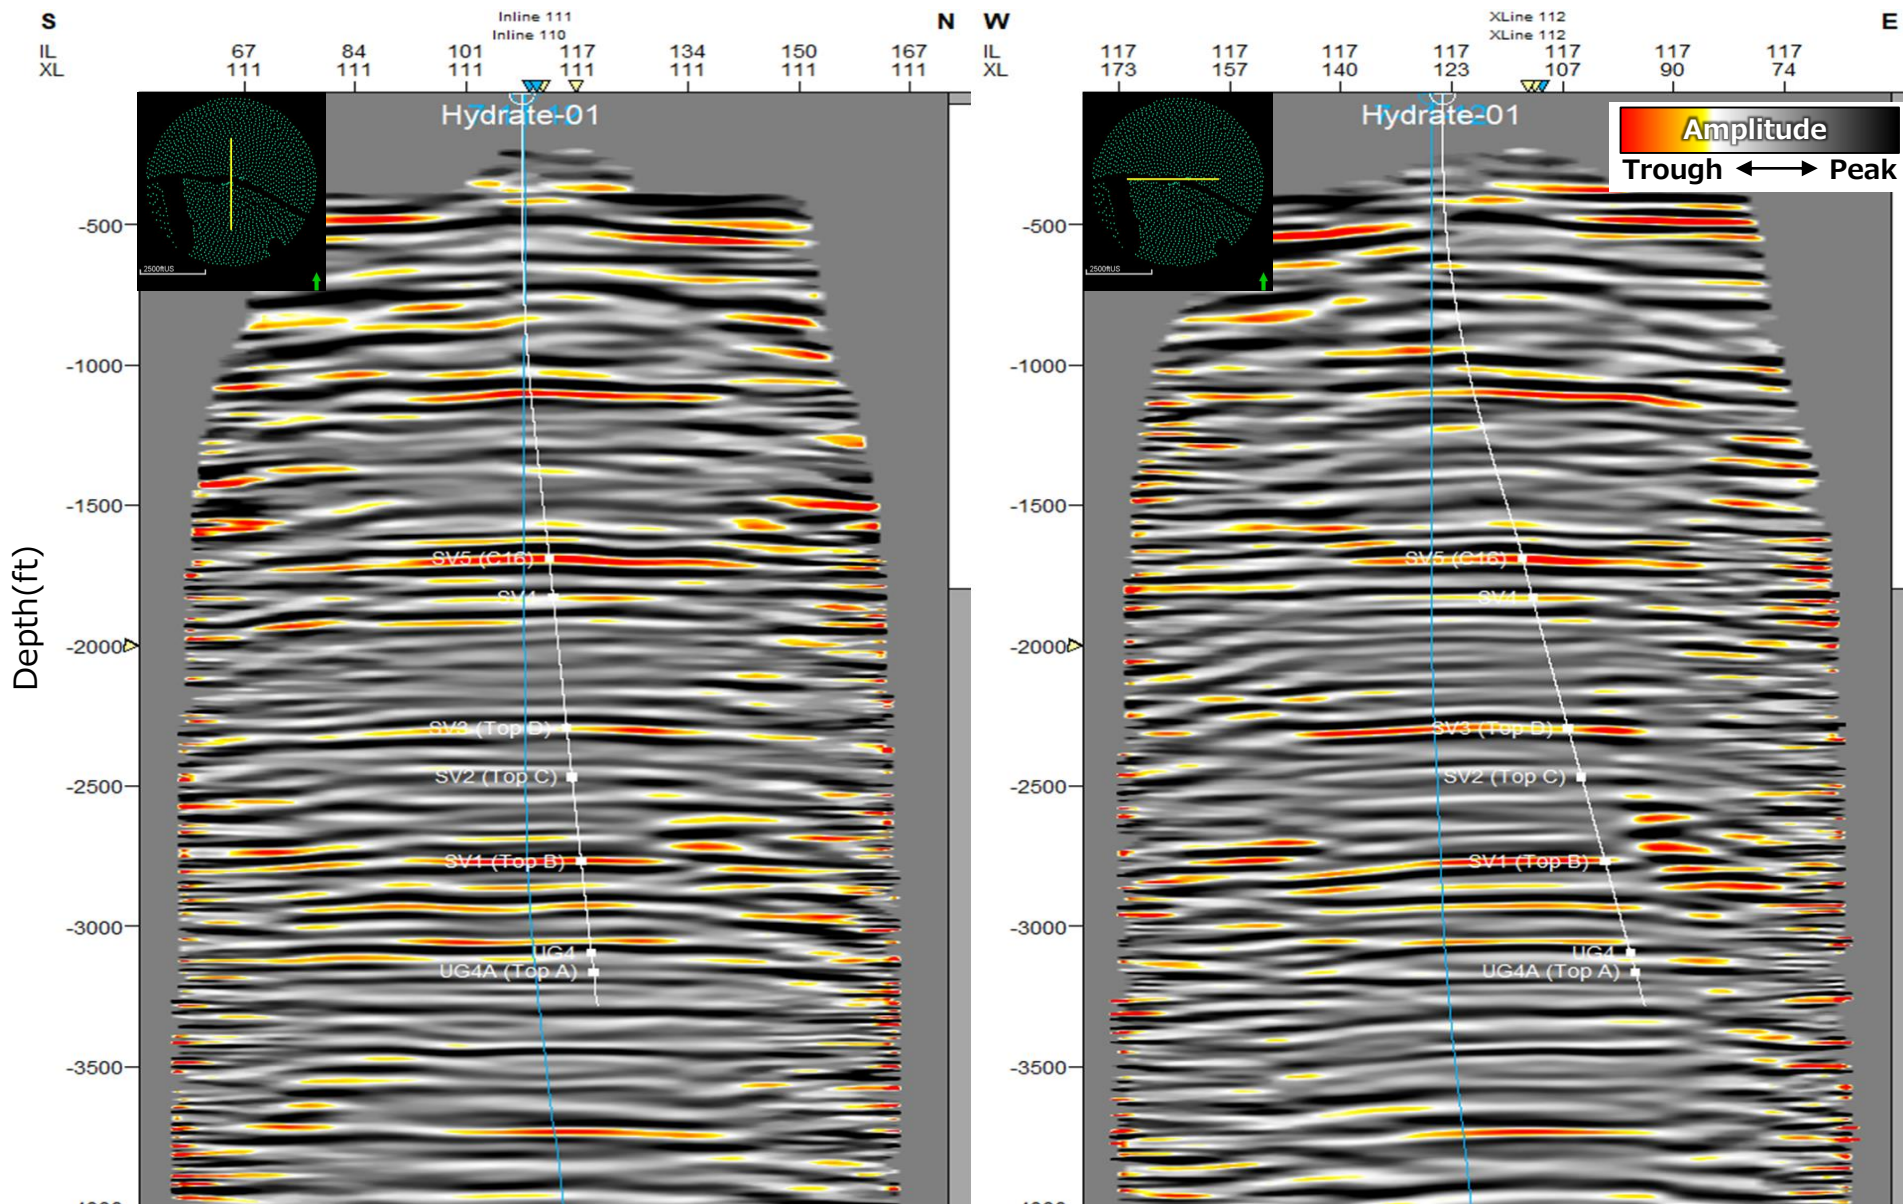 S Inline 111 N
Inline 110
IL 67 84 101 117 134 150 167
XL 111 111 111 111 111 111 111
Hydrate-01
2500ftUS
Depth(ft)
-500
-1000
-1500
SV5 (C16)
SV4
-2000
SV3 (Top D)
SV2 (Top C)
-2500
SV1 (Top B)
-3000
UG4
UG4A (Top A)
-3500
W XLine 112 E
XLine 112
IL 117 117 117 117 117 117 117
XL 173 157 140 123 107 90 74
Hydrate-01
Amplitude
Trough Peak
2500ftUS
-500
-1000
-1500
SV5 (C16)
SV4
-2000
SV3 (Top D)
SV2 (Top C)
-2500
SV1 (Top B)
-3000
UG4
UG4A (Top A)
-3500